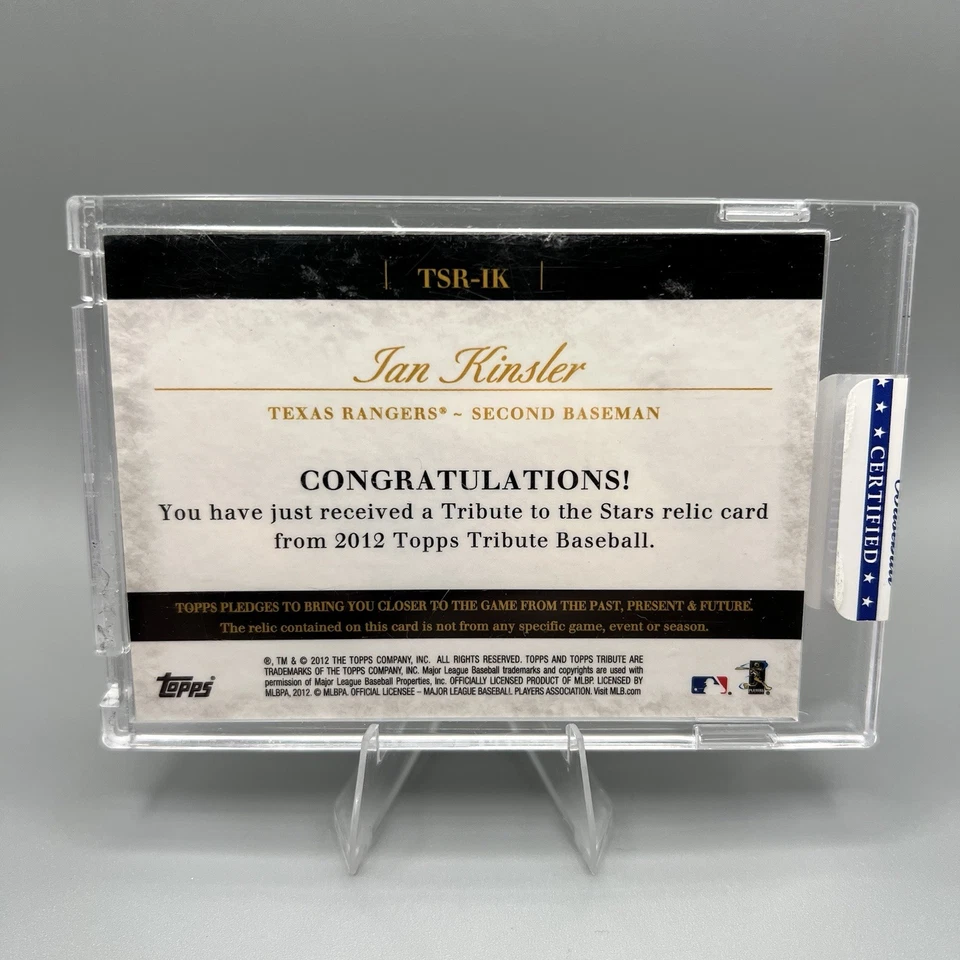 TSR-IK
Ian Kinsler
TEXAS RANGERS® ~ SECOND BASEMAN
CONGRATULATIONS!
You have just received a Tribute to the Stars relic card
from 2012 Topps Tribute Baseball.
TOPPS PLEDGES TO BRING YOU CLOSER TO THE GAME FROM THE PAST, PRESENT & FUTURE.
The relic contained on this card is not from any specific game, event or season.
®, TM & © 2012 THE TOPPS COMPANY, INC. ALL RIGHTS RESERVED. TOPPS AND TOPPS TRIBUTE ARE
TRADEMARKS OF THE TOPPS COMPANY, INC. Major League Baseball trademarks and copyrights are used with
permission of Major League Baseball Properties, Inc. OFFICIALLY LICENSED PRODUCT OF MLBP. LICENSED BY
MLBPA, 2012. © MLBPA. OFFICIAL LICENSEE – MAJOR LEAGUE BASEBALL PLAYERS ASSOCIATION. Visit MLB.com
topps®
CERTIFIED